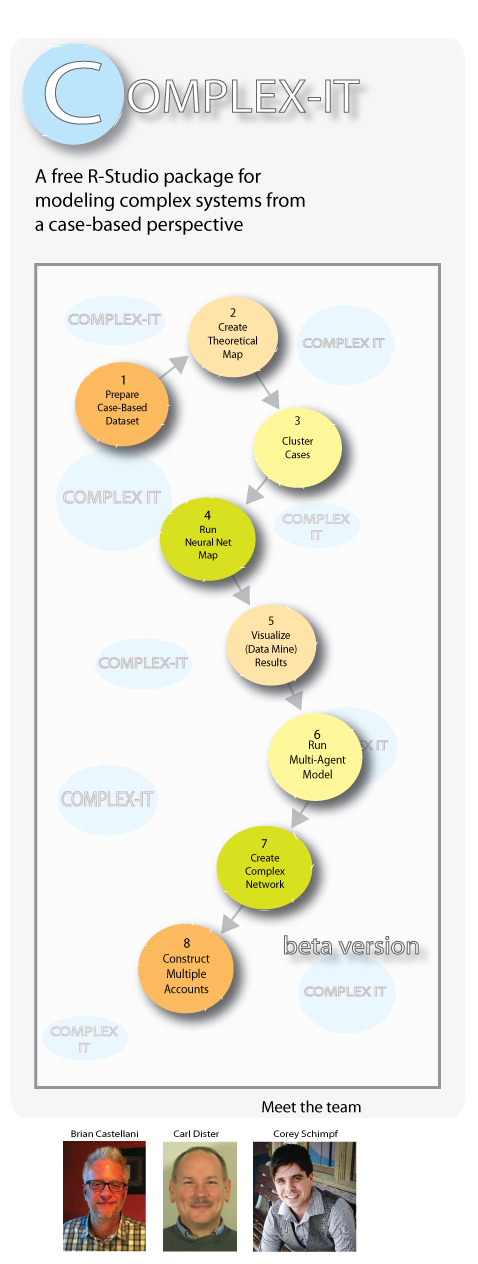 COMPLEX-IT
A free R-Studio package for
modeling complex systems from
a case-based perspective
COMPLEX-IT
2
Create
Theoretical
Map
COMPLEX IT
1
Prepare
Case-Based
Dataset
3
Cluster
Cases
COMPLEX IT
4
Run
Neural Net
Map
COMPLEX
IT
5
Visualize
(Data Mine)
Results
COMPLEX-IT
6
Run
Multi-Agent
Model
EX IT
COMPLEX-IT
7
Create
Complex
Network
8
Construct
Multiple
Accounts
beta version
COMPLEX IT
COMPLEX
IT
Meet the team
Brian Castellani
Carl Dister
Corey Schimpf